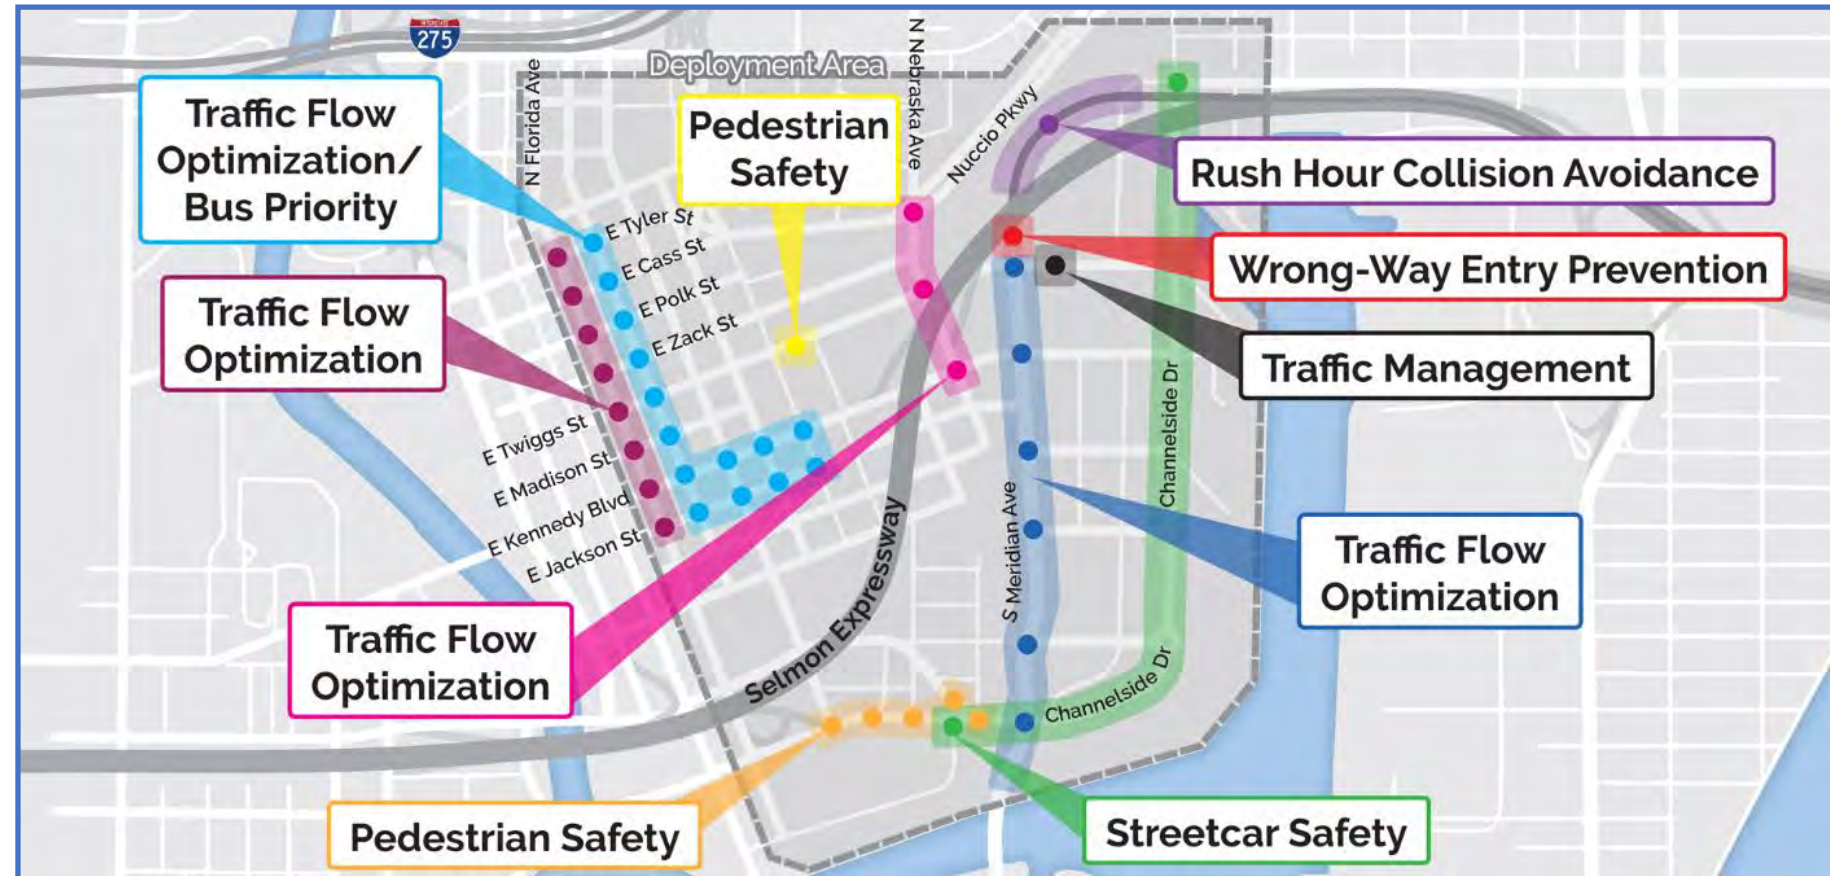 INTERSTATE
275
Deployment Area
N Florida Ave
N Nebraska Ave
Nuccio Pkwy
Traffic Flow
Optimization/
Bus Priority
Pedestrian
Safety
Rush Hour Collision Avoidance
E Tyler St
E Cass St
E Polk St
E Zack St
Wrong-Way Entry Prevention
Traffic Flow
Optimization
Traffic Management
Channelside Dr
E Twiggs St
E Madison St
E Kennedy Blvd
E Jackson St
S Meridian Ave
Selmon Expressway
Traffic Flow
Optimization
Traffic Flow
Optimization
Channelside Dr
Pedestrian Safety
Streetcar Safety